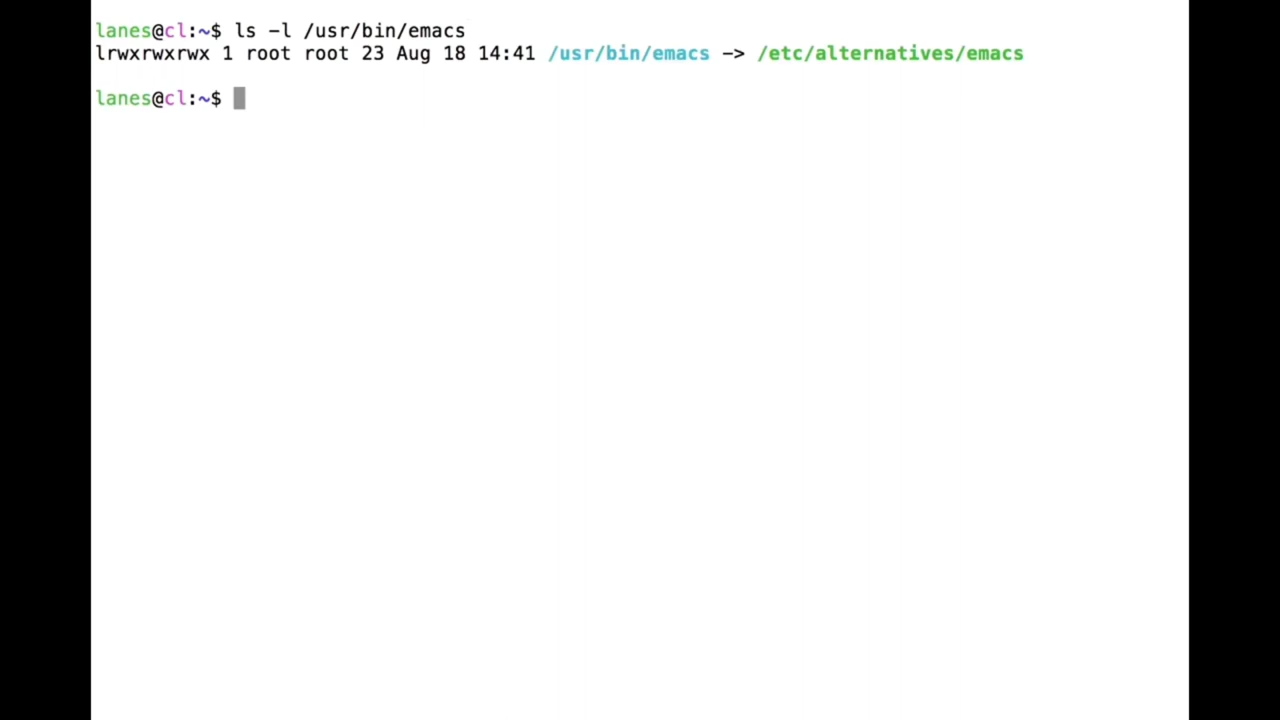 lanes@cl:~$ ls -l /usr/bin/emacs
lrwxrwxrwx 1 root root 23 Aug 18 14:41 /usr/bin/emacs -> /etc/alternatives/emacs
lanes@cl:~$